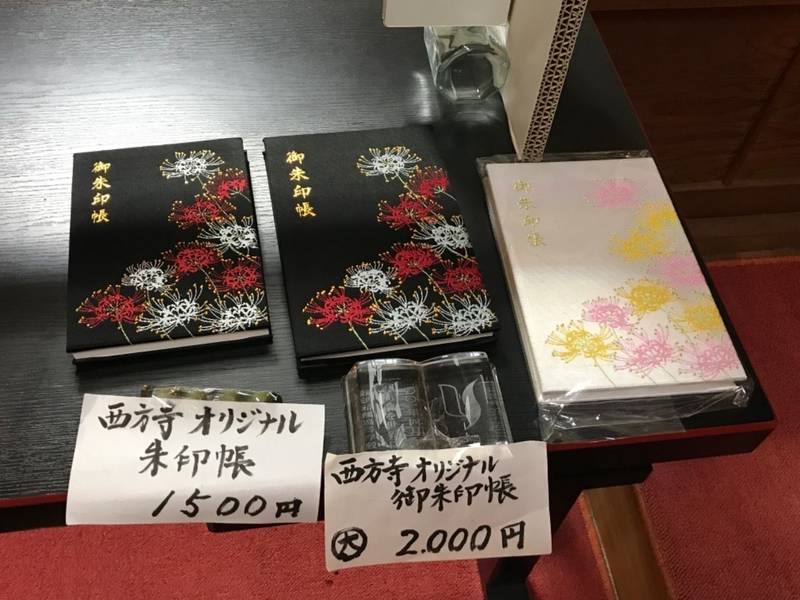 御朱印帳
御朱印帳
御朱印帳
西方寺 オリジナル
朱印帳
1500円
西方寺 オリジナル
御朱印帳
大 2.000円